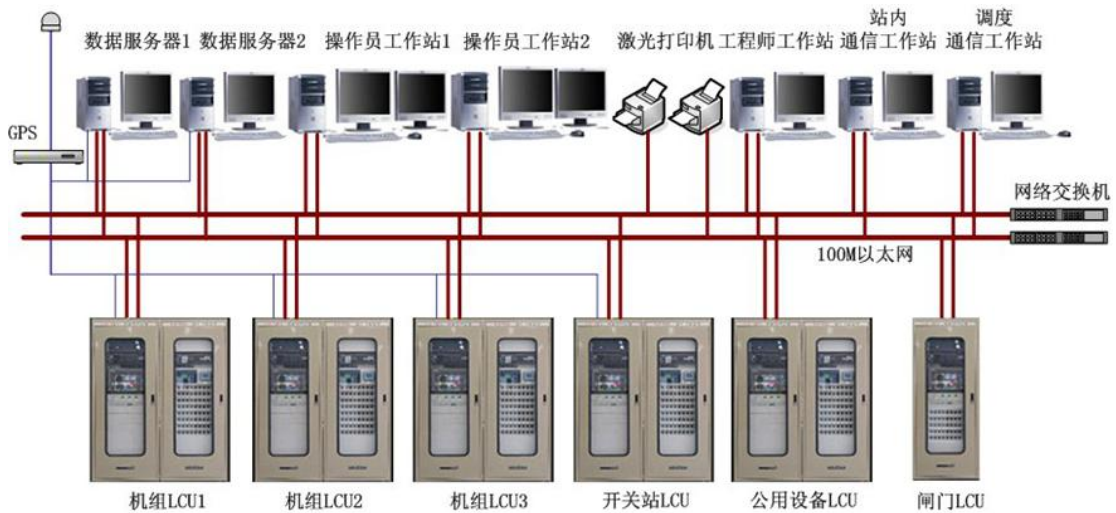 站内
调度
数据服务器1
数据服务器2
操作员工作站1
操作员工作站2
激光打印机
工程师工作站
通信工作站
通信工作站
GPS
网络交换机
100M以太网
机组LCU1
机组LCU2
机组LCU3
开关站LCU
公用设备LCU
闸门LCU